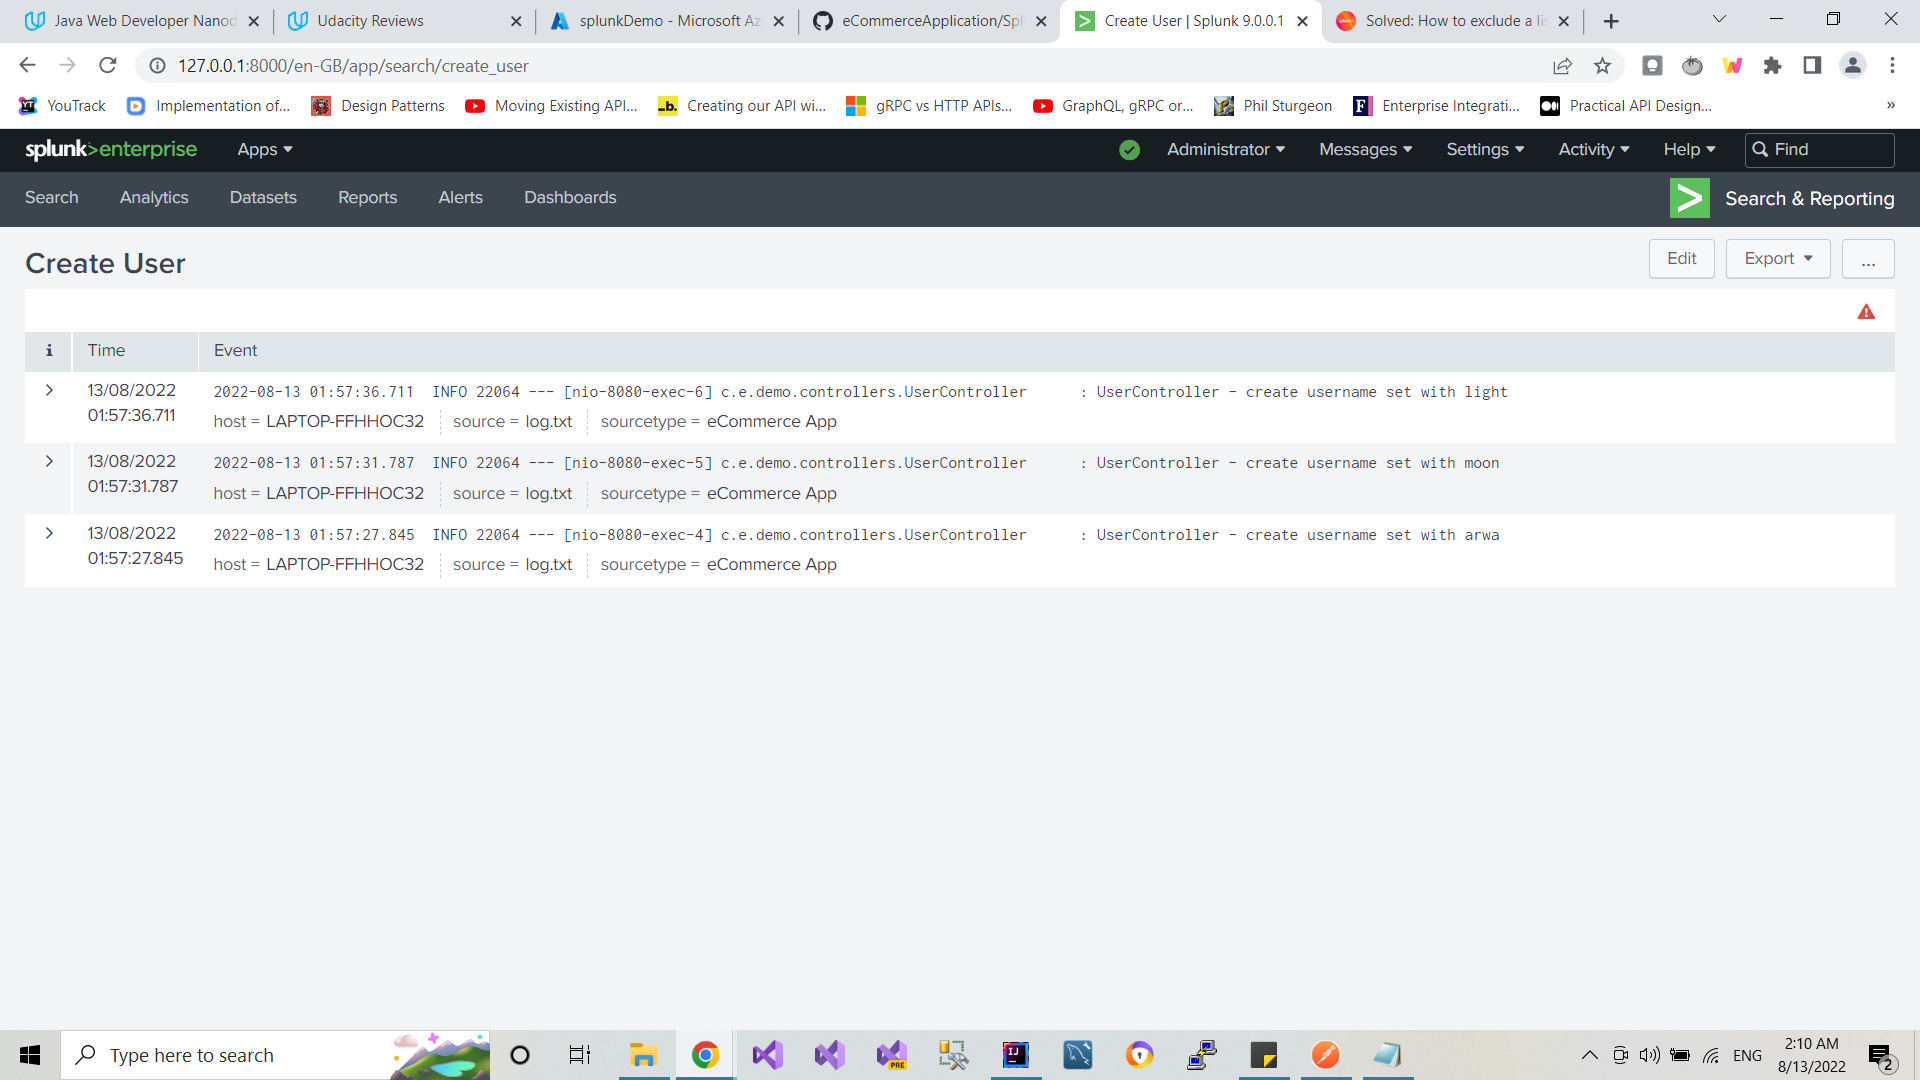 Java Web Developer Nanod
Udacity Reviews
splunkDemo - Microsoft Az
eCommerceApplication/Spl
Create User | Splunk 9.0.0.1
Solved: How to exclude a li
127.0.0.1:8000/en-GB/app/search/create_user
YouTrack
Implementation of...
Design Patterns
Moving Existing API...
Creating our API wi...
gRPC vs HTTP APIs...
GraphQL, gRPC or...
Phil Sturgeon
Enterprise Integrati...
Practical API Design...
»
splunk>enterprise
Apps
Administrator
Messages
Settings
Activity
Help
Find
Search
Analytics
Datasets
Reports
Alerts
Dashboards
Search & Reporting
Create User
Edit
Export
...
i
Time
Event
13/08/2022
01:57:36.711
2022-08-13 01:57:36.711  INFO 22064 --- [nio-8080-exec-6] c.e.demo.controllers.UserController      : UserController - create username set with light
host = LAPTOP-FFHHOC32
source = log.txt
sourcetype = eCommerce App
13/08/2022
01:57:31.787
2022-08-13 01:57:31.787  INFO 22064 --- [nio-8080-exec-5] c.e.demo.controllers.UserController      : UserController - create username set with moon
host = LAPTOP-FFHHOC32
source = log.txt
sourcetype = eCommerce App
13/08/2022
01:57:27.845
2022-08-13 01:57:27.845  INFO 22064 --- [nio-8080-exec-4] c.e.demo.controllers.UserController      : UserController - create username set with arwa
host = LAPTOP-FFHHOC32
source = log.txt
sourcetype = eCommerce App
Type here to search
PRE
IJ
ENG
2:10 AM
8/13/2022
2